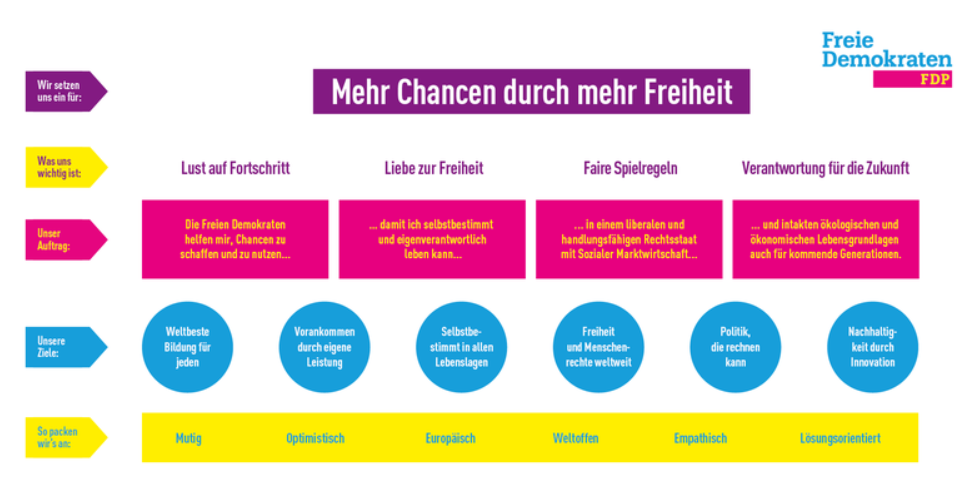 Freie
Demokraten
FDP
Wir setzen
uns ein für:
Mehr Chancen durch mehr Freiheit
Was uns
wichtig ist:
Lust auf Fortschritt
Liebe zur Freiheit
Faire Spielregeln
Verantwortung für die Zukunft
Unser
Auftrag:
Die Freien Demokraten
helfen mir, Chancen zu
schaffen und zu nutzen...
... damit ich selbstbestimmt
und eigenverantwortlich
leben kann...
... in einem liberalen und
handlungsfähigen Rechtsstaat
mit Sozialer Marktwirtschaft...
... und intakten ökologischen und
ökonomischen Lebensgrundlagen
auch für kommende Generationen.
Unsere
Ziele:
Weltbeste
Bildung für
jeden
Vorankommen
durch eigene
Leistung
Selbstbe-
stimmt in allen
Lebenslagen
Freiheit
und Menschen-
rechte weltweit
Politik,
die rechnen
kann
Nachhaltig-
keit durch
Innovation
So packen
wir's an:
Mutig
Optimistisch
Europäisch
Weltoffen
Empathisch
Lösungsorientiert